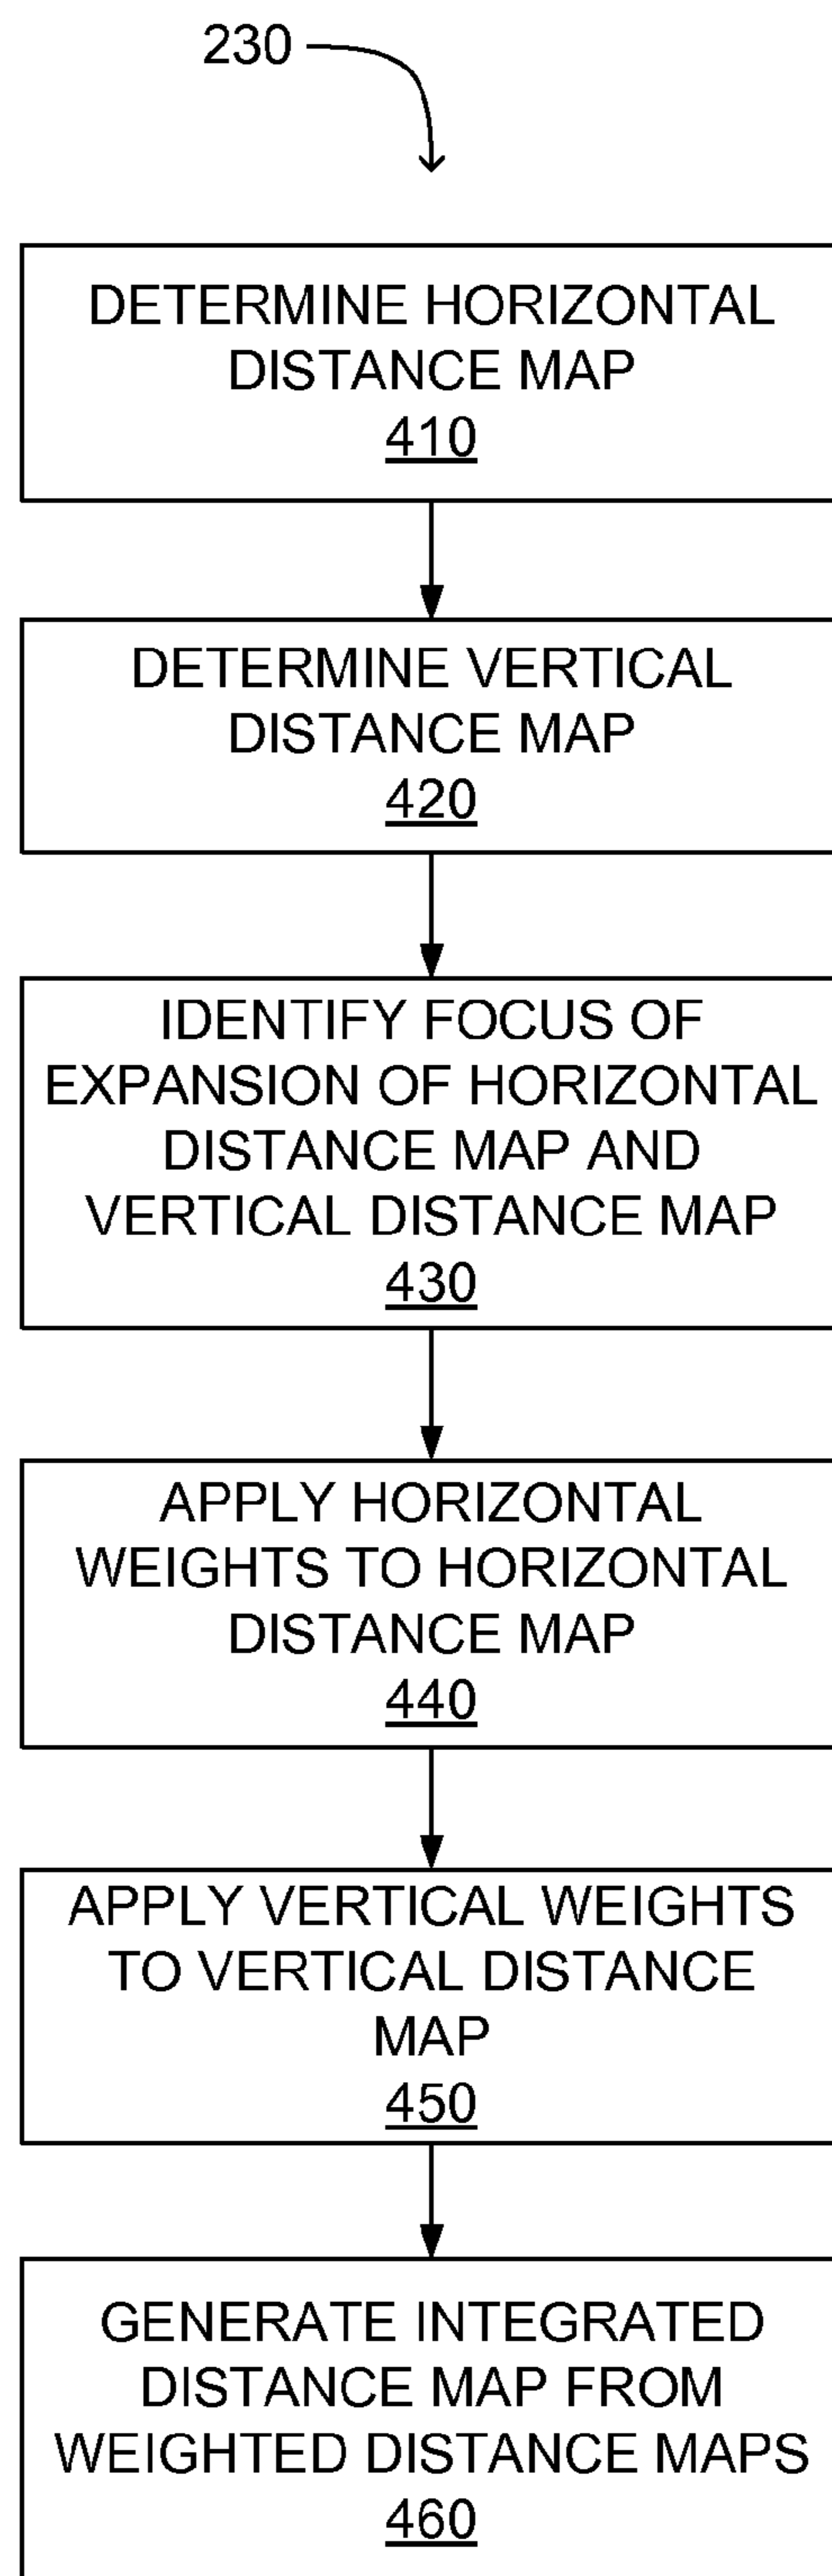 230
DETERMINE HORIZONTAL
DISTANCE MAP
410
DETERMINE VERTICAL
DISTANCE MAP
420
IDENTIFY FOCUS OF
EXPANSION OF HORIZONTAL
DISTANCE MAP AND
VERTICAL DISTANCE MAP
430
APPLY HORIZONTAL
WEIGHTS TO HORIZONTAL
DISTANCE MAP
440
APPLY VERTICAL WEIGHTS
TO VERTICAL DISTANCE
MAP
450
GENERATE INTEGRATED
DISTANCE MAP FROM
WEIGHTED DISTANCE MAPS
460